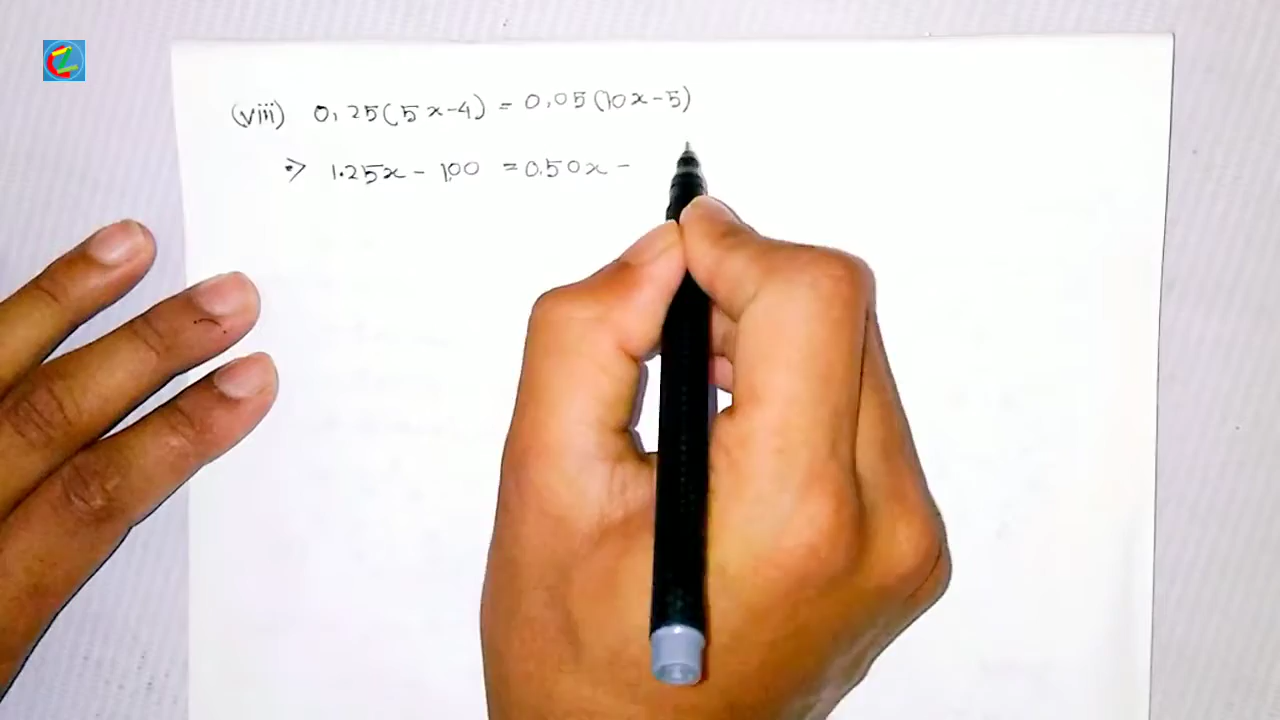 (viii) 0.25(5x-4) = 0.05(10x-5)
⇒ 1.25x - 1.00 = 0.50x -